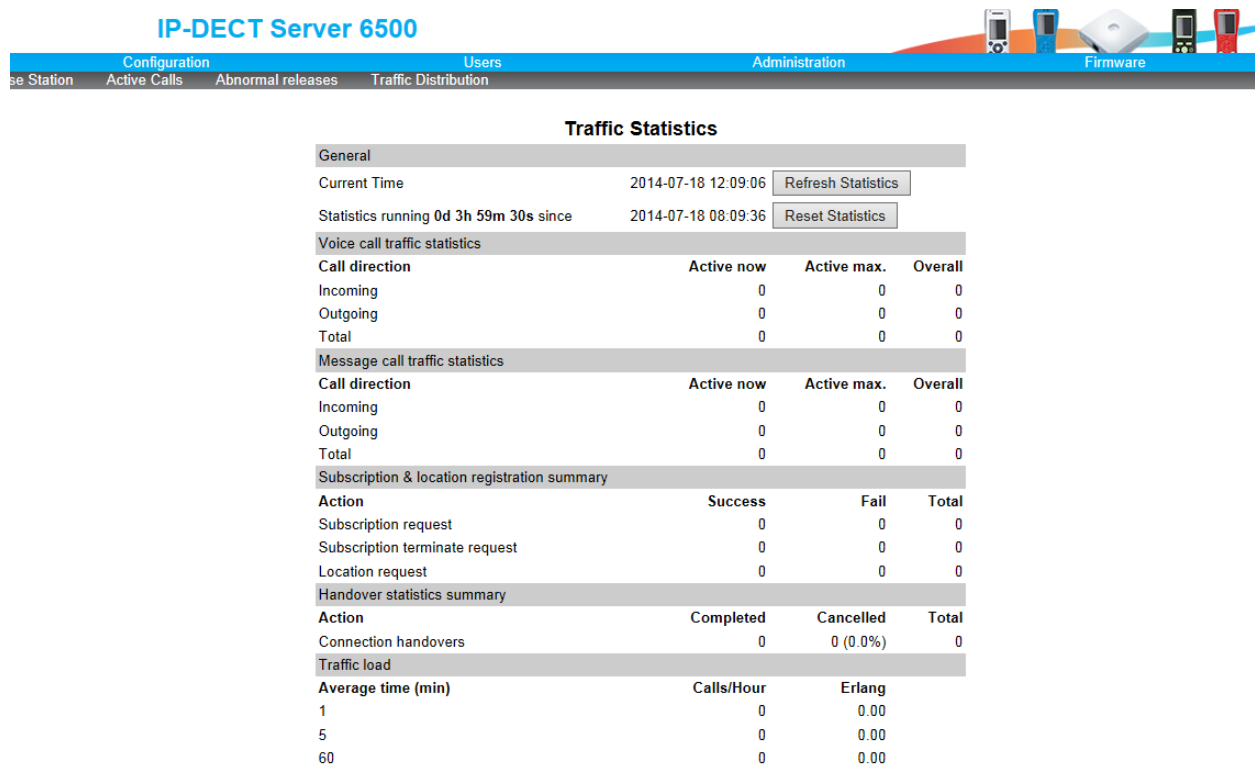 IP-DECT Server 6500
Configuration Users Administration Firmware
se Station Active Calls Abnormal releases Traffic Distribution
Traffic Statistics
General
Current Time 2014-07-18 12:09:06 Refresh Statistics
Statistics running 0d 3h 59m 30s since 2014-07-18 08:09:36 Reset Statistics
Voice call traffic statistics
Call direction Active now Active max. Overall
Incoming 0 0 0
Outgoing 0 0 0
Total 0 0 0
Message call traffic statistics
Call direction Active now Active max. Overall
Incoming 0 0 0
Outgoing 0 0 0
Total 0 0 0
Subscription & location registration summary
Action Success Fail Total
Subscription request 0 0 0
Subscription terminate request 0 0 0
Location request 0 0 0
Handover statistics summary
Action Completed Cancelled Total
Connection handovers 0 0 (0.0%) 0
Traffic load
Average time (min) Calls/Hour Erlang
1 0 0.00
5 0 0.00
60 0 0.00